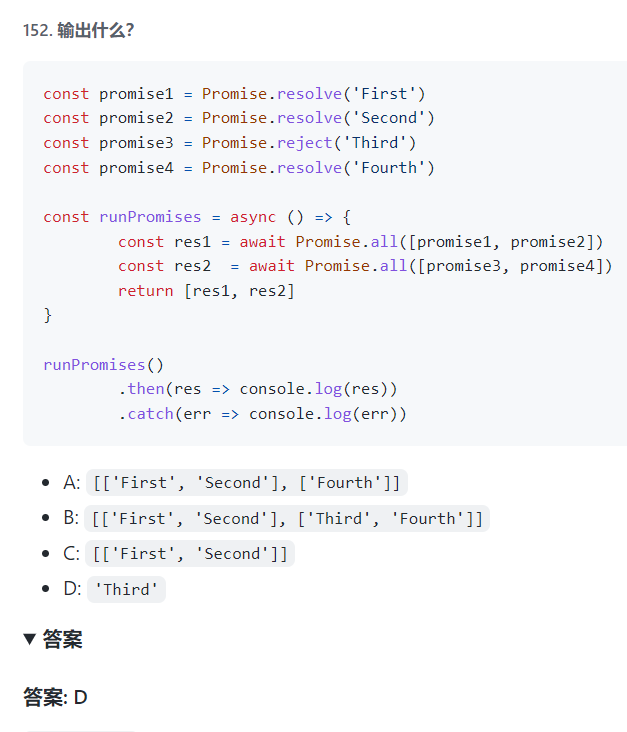 152. 输出什么?
const promise1 = Promise.resolve('First')
const promise2 = Promise.resolve('Second')
const promise3 = Promise.reject('Third')
const promise4 = Promise.resolve('Fourth')

const runPromises = async () => {
        const res1 = await Promise.all([promise1, promise2])
        const res2  = await Promise.all([promise3, promise4])
        return [res1, res2]
}

runPromises()
        .then(res => console.log(res))
        .catch(err => console.log(err))
• A: [['First', 'Second'], ['Fourth']]
• B: [['First', 'Second'], ['Third', 'Fourth']]
• C: [['First', 'Second']]
• D: 'Third'
▼ 答案
答案: D